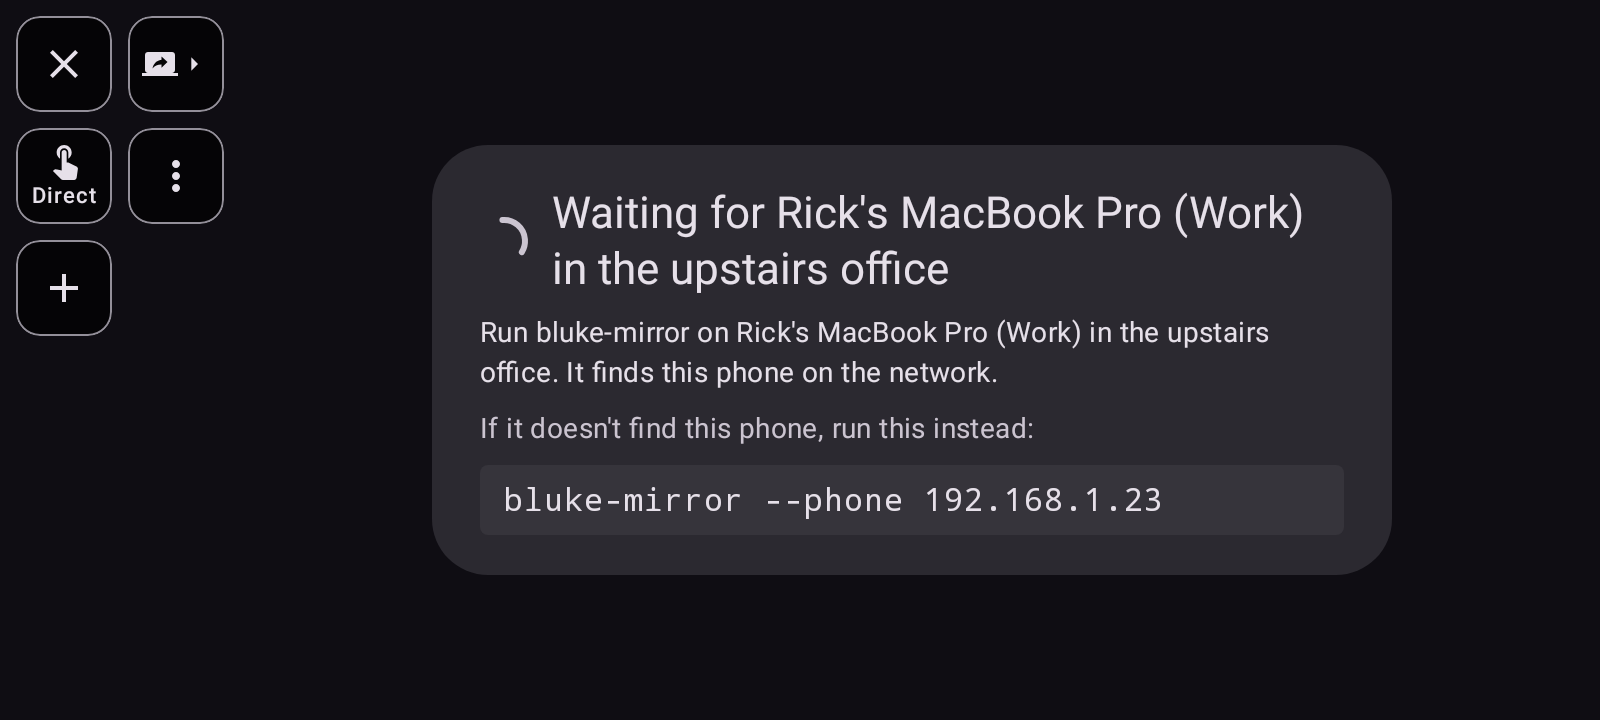 Direct
Waiting for Rick's MacBook Pro (Work)
in the upstairs office
Run bluke-mirror on Rick's MacBook Pro (Work) in the upstairs
office. It finds this phone on the network.
If it doesn't find this phone, run this instead:
bluke-mirror --phone 192.168.1.23